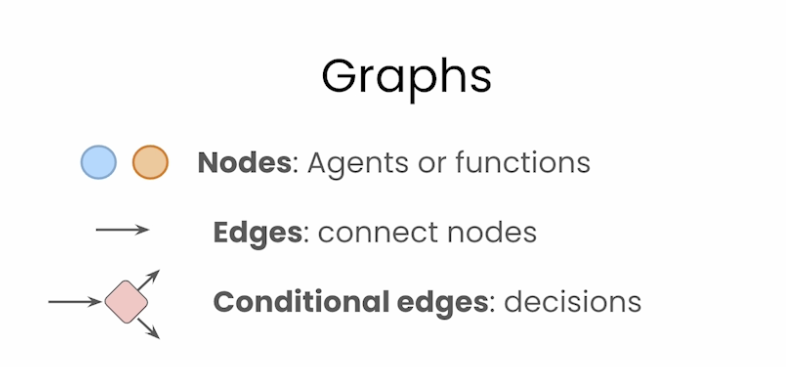 Graphs
Nodes: Agents or functions
Edges: connect nodes
Conditional edges: decisions